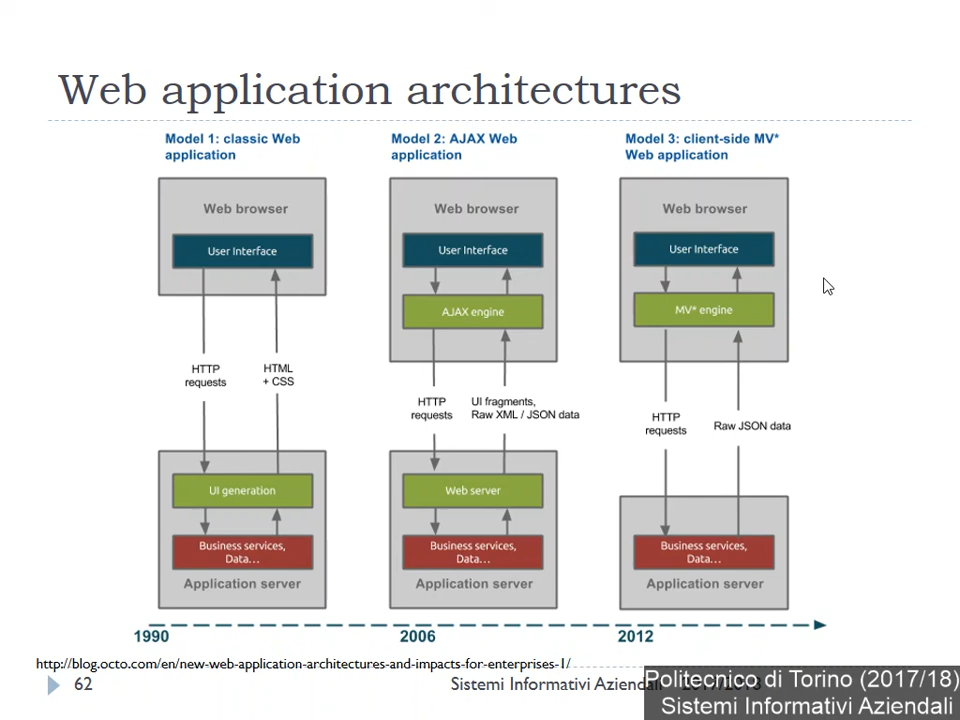 Web application architectures
Model 1: classic Web
application
Web browser
User Interface
HTTP
requests
HTML
+ CSS
UI generation
Business services,
Data...
Application server
Model 2: AJAX Web
application
Web browser
User Interface
AJAX engine
HTTP
requests
UI fragments,
Raw XML / JSON data
Web server
Business services,
Data...
Application server
Model 3: client-side MV*
Web application
Web browser
User Interface
MV* engine
HTTP
requests
Raw JSON data
Business services,
Data...
Application server
1990
2006
2012
http://blog.octo.com/en/new-web-application-architectures-and-impacts-for-enterprises-1/
62
Sistemi Informativi Aziendali
Politecnico di Torino (2017/18)
Sistemi Informativi Aziendali